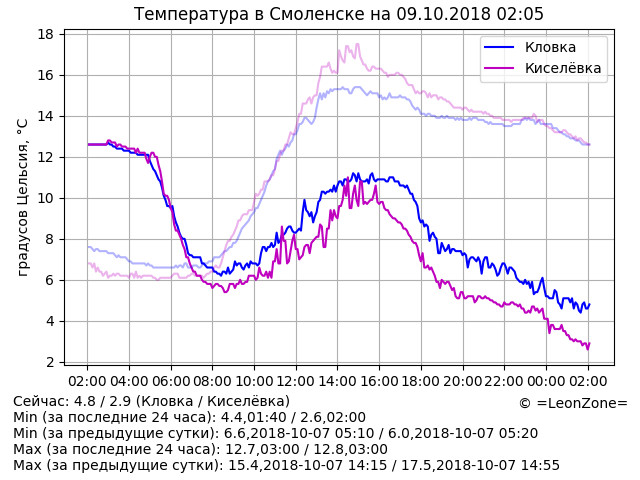 Температура в Смоленске на 09.10.2018 02:05
градусов Цельсия, °C
18
16
14
12
10
8
6
4
2
Кловка
Киселёвка
02:00 04:00 06:00 08:00 10:00 12:00 14:00 16:00 18:00 20:00 22:00 00:00 02:00
Сейчас: 4.8 / 2.9 (Кловка / Киселёвка)
© =LeonZone=
Min (за последние 24 часа): 4.4,01:40 / 2.6,02:00
Min (за предыдущие сутки): 6.6,2018-10-07 05:10 / 6.0,2018-10-07 05:20
Max (за последние 24 часа): 12.7,03:00 / 12.8,03:00
Max (за предыдущие сутки): 15.4,2018-10-07 14:15 / 17.5,2018-10-07 14:55